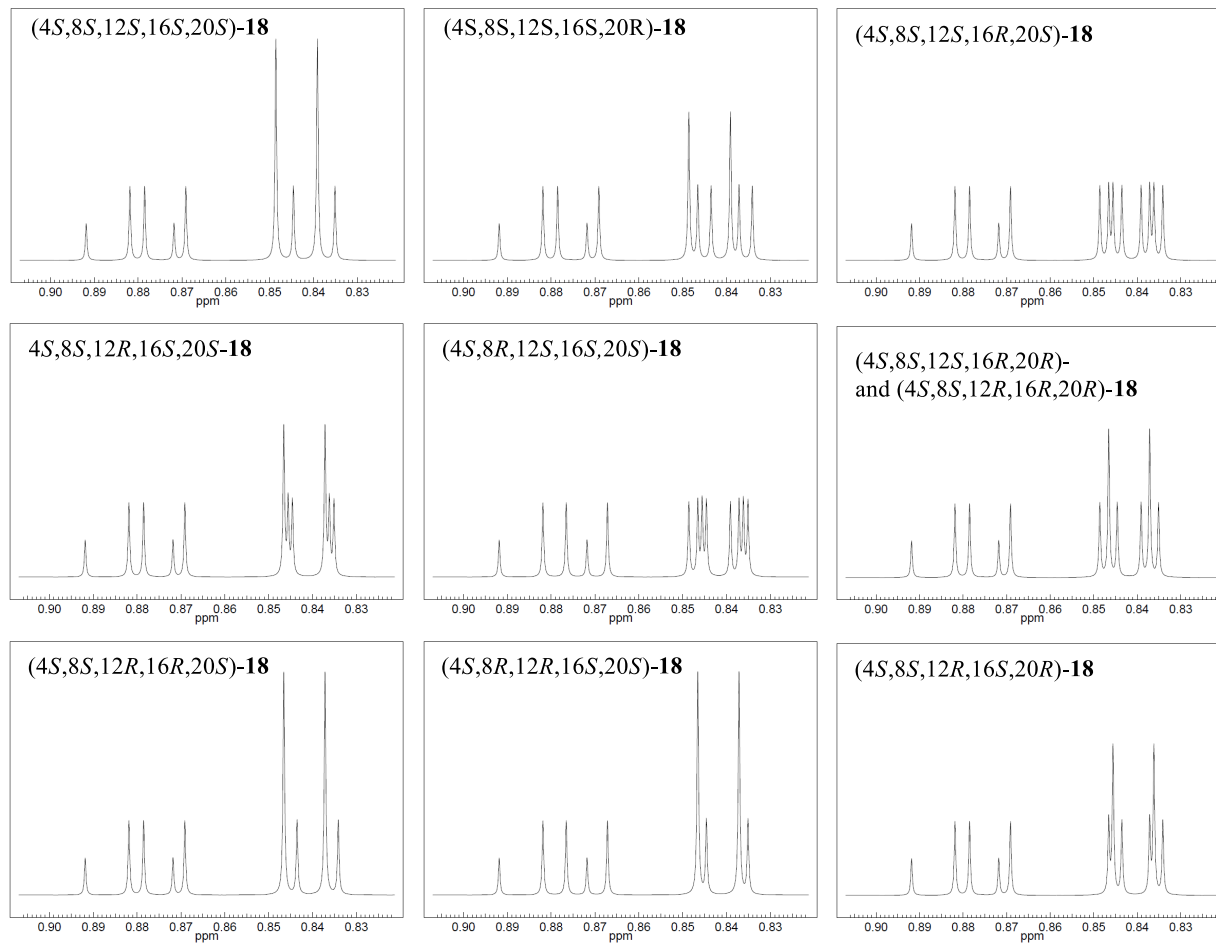 (4S,8S,12S,16S,20S)-18
0.90 0.89 0.88 0.87 0.86 0.85 0.84 0.83
ppm
(4S,8S,12S,16S,20R)-18
0.90 0.89 0.88 0.87 0.86 0.85 0.84 0.83
ppm
(4S,8S,12S,16R,20S)-18
0.90 0.89 0.88 0.87 0.86 0.85 0.84 0.83
ppm
4S,8S,12R,16S,20S-18
0.90 0.89 0.88 0.87 0.86 0.85 0.84 0.83
ppm
(4S,8R,12S,16S,20S)-18
0.90 0.89 0.88 0.87 0.86 0.85 0.84 0.83
ppm
(4S,8S,12S,16R,20R)-
and (4S,8S,12R,16R,20R)-18
0.90 0.89 0.88 0.87 0.86 0.85 0.84 0.83
ppm
(4S,8S,12R,16R,20S)-18
0.90 0.89 0.88 0.87 0.86 0.85 0.84 0.83
ppm
(4S,8R,12R,16S,20S)-18
0.90 0.89 0.88 0.87 0.86 0.85 0.84 0.83
ppm
(4S,8S,12R,16S,20R)-18
0.90 0.89 0.88 0.87 0.86 0.85 0.84 0.83
ppm